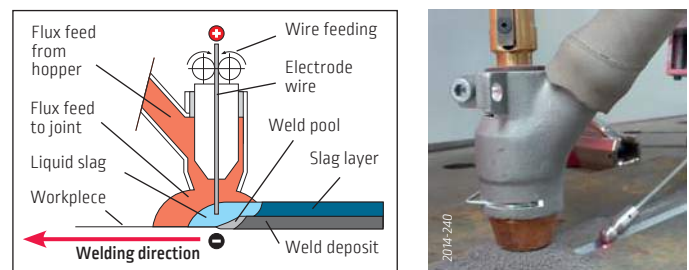 Flux feed
from
hopper
Flux feed
to joint
Liquid slag
Workpiece
Welding direction
+
Wire feeding
Electrode
wire
Weld pool
Slag layer
Weld deposit
−
2014-240